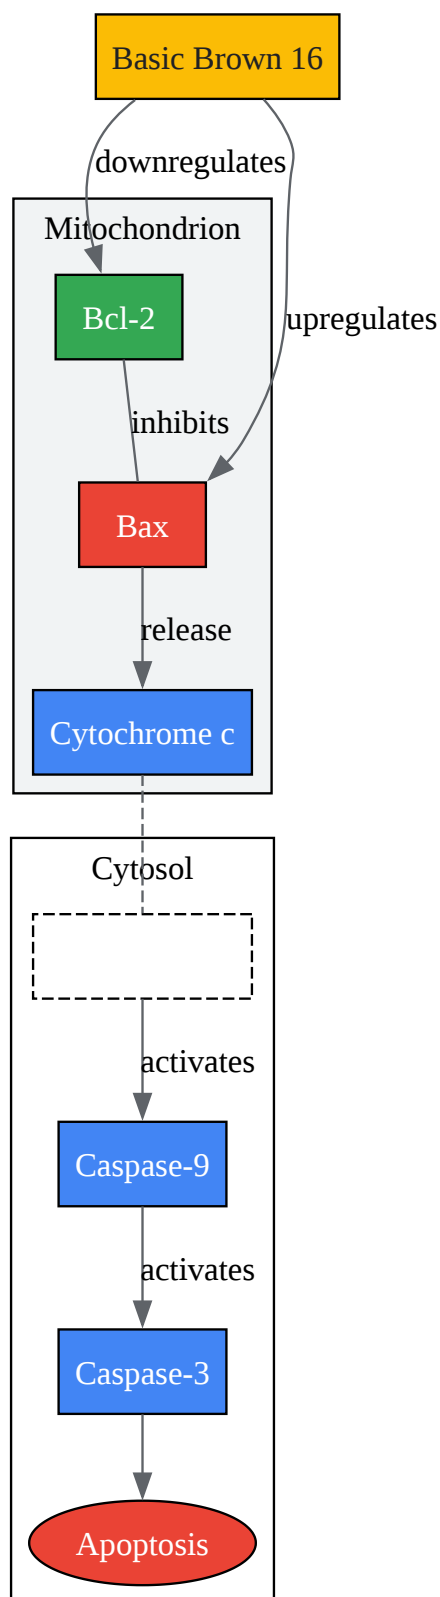 Basic Brown 16
downregulates
Mitochondrion
Bcl-2
upregulates
inhibits
Bax
release
Cytochrome c
Cytosol
activates
Caspase-9
activates
Caspase-3
Apoptosis